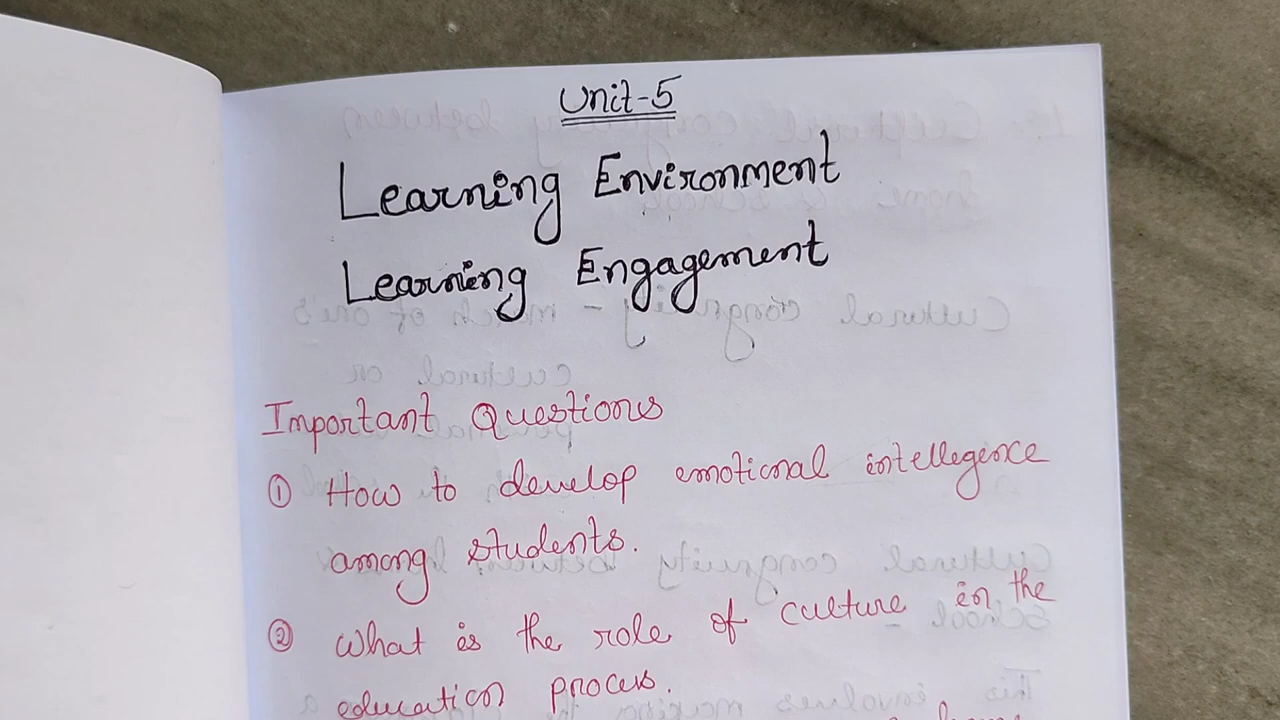 Unit-5
Learning Environment
Learning Engagement
Important Questions
① How to develop emotional intellegence
among students.
② What is the role of culture in the
education process.